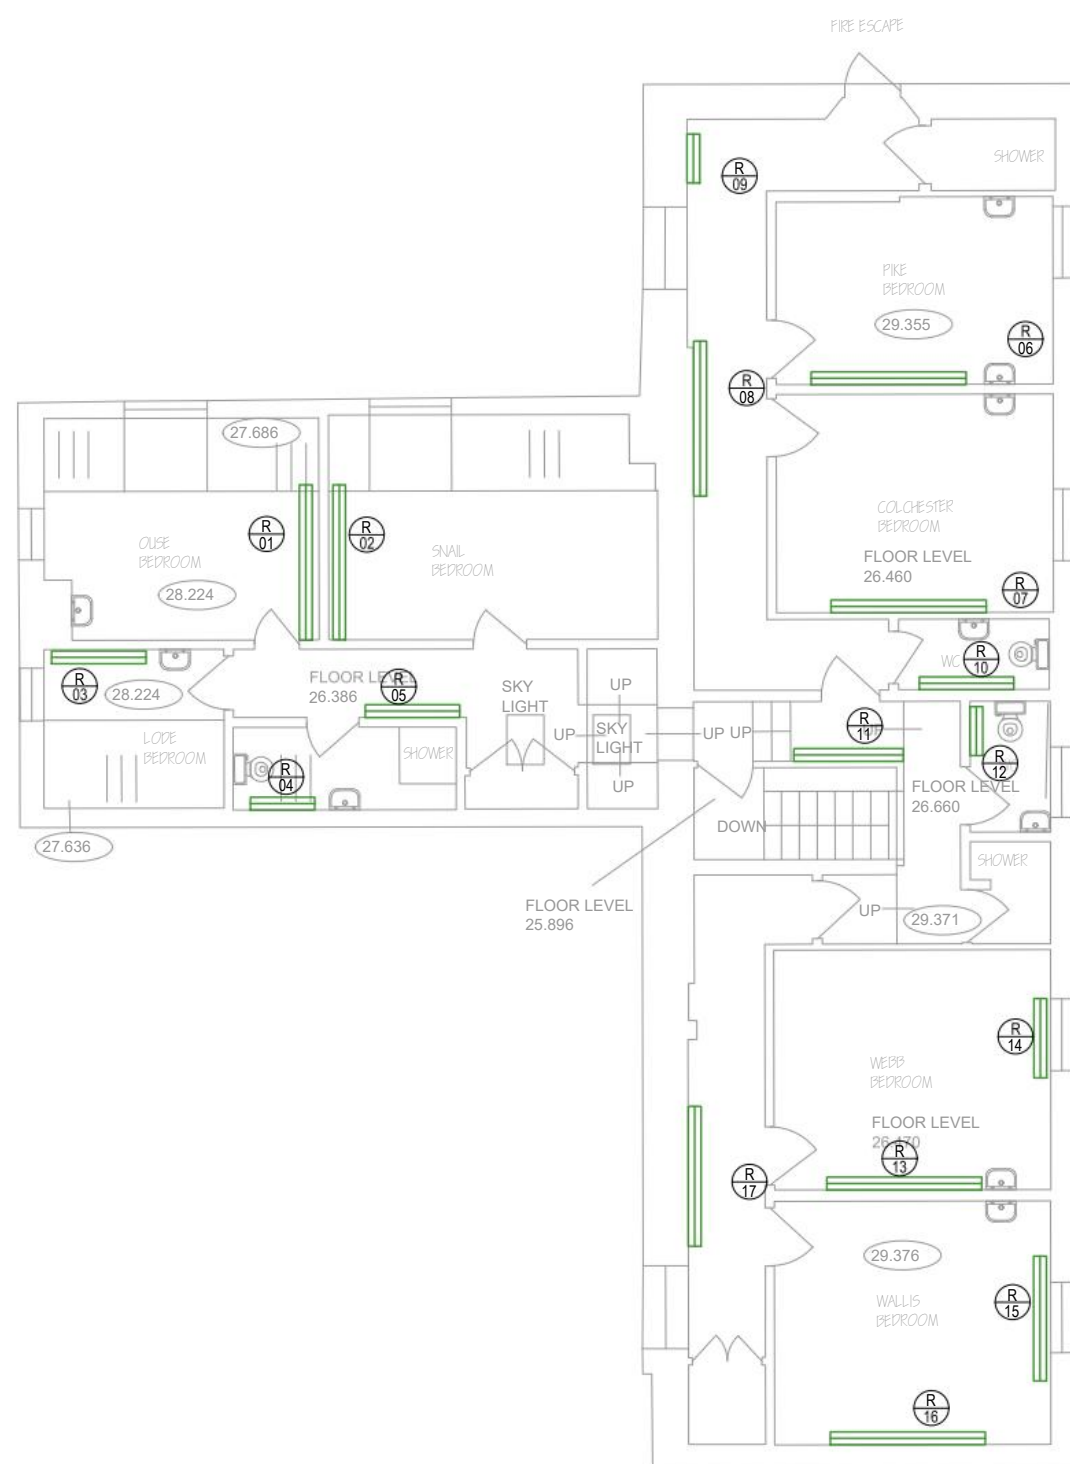 FIRE ESCAPE
SHOWER
R
09
PIKE
BEDROOM
29.355
R
06
R
08
27.686
COLCHESTER
BEDROOM
R
01
R
02
OUSE
BEDROOM
SNAIL
BEDROOM
FLOOR LEVEL
26.460
28.224
R
07
WC
R
10
FLOOR LEVEL
26.386
R
05
R
03
28.224
SKY
LIGHT
UP
UP
SKY
LIGHT
UP UP
R
11
UP
LODE
BEDROOM
SHOWER
R
12
R
04
UP
FLOOR LEVEL
26.660
DOWN
27.636
SHOWER
FLOOR LEVEL
25.896
UP
29.371
R
14
WEBB
BEDROOM
FLOOR LEVEL
26.470
R
13
R
17
29.376
WALLIS
BEDROOM
R
15
R
16